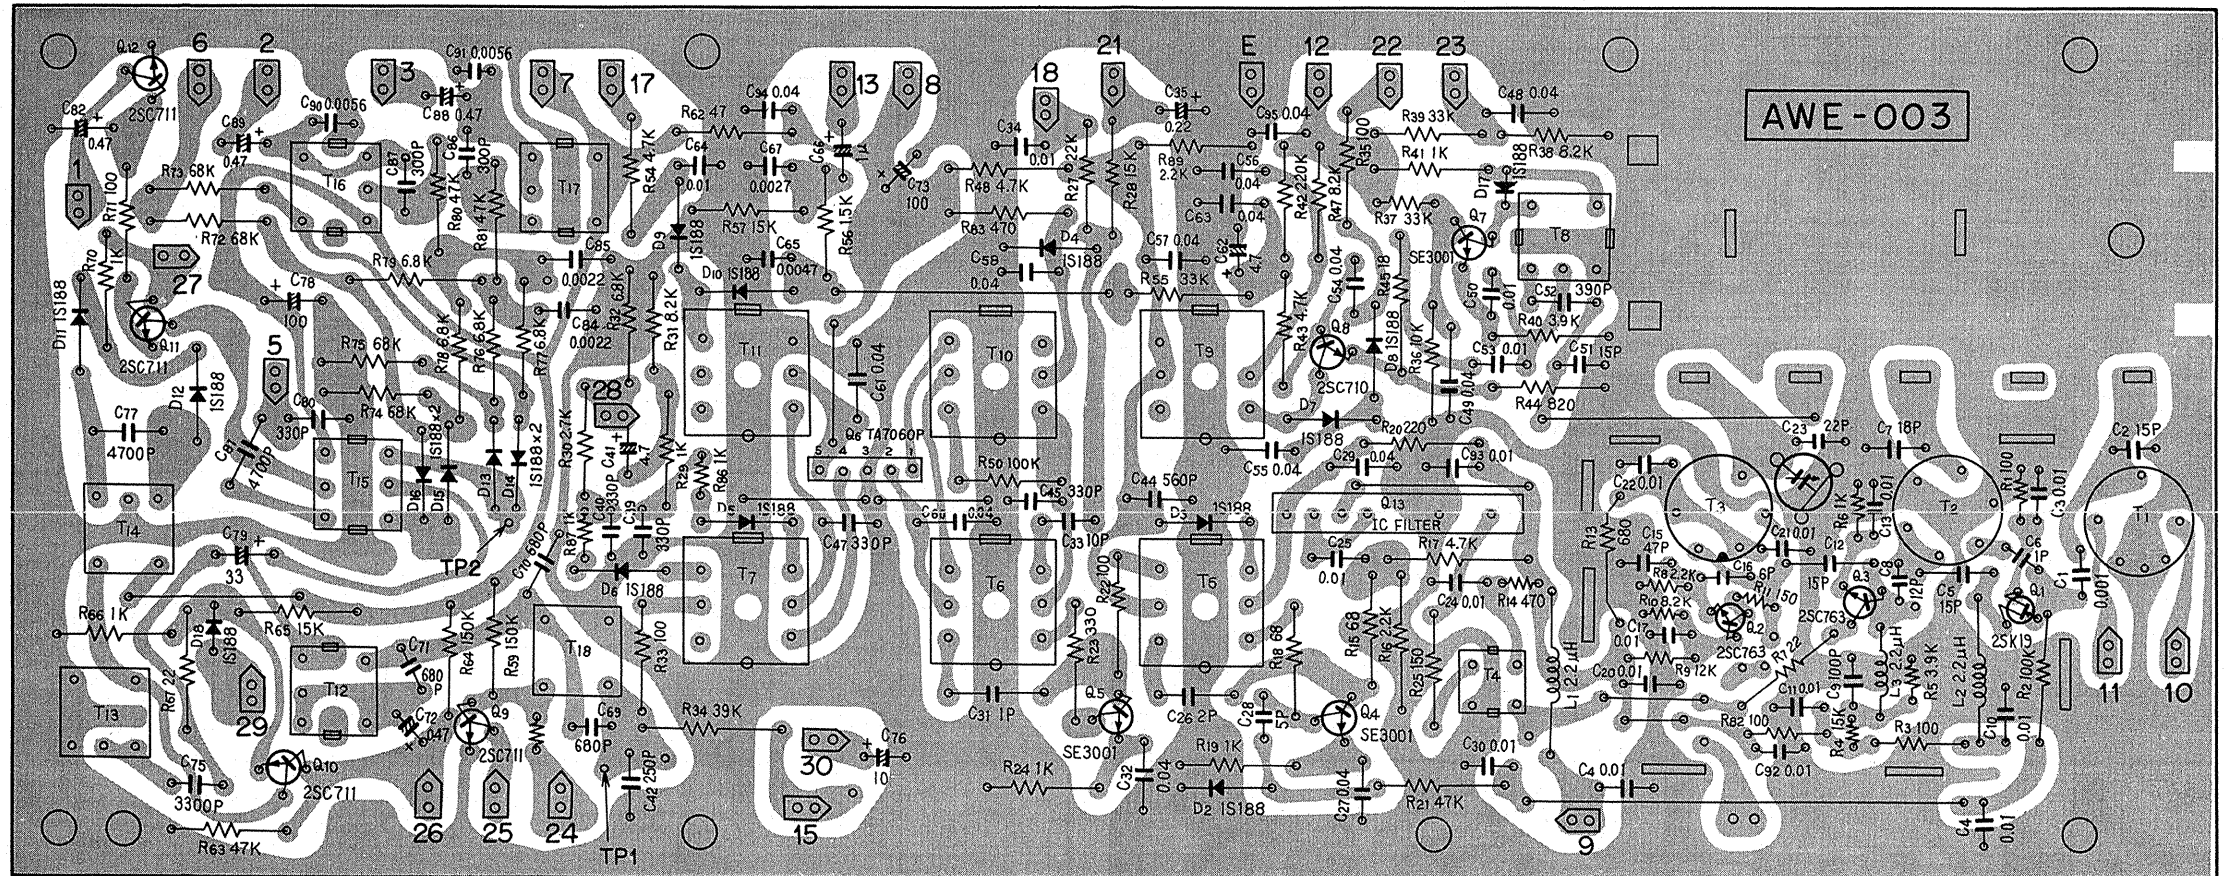 AWE-003
Q12
6
2
C91 0.0056
3
7
17
13
8
18
21
E
12
22
23
2SC711
C82
0.47
C89
0.47
C90 0.0056
C88 0.47
C86
300P
C87
300P
R62 47
C94 0.04
C66
1μ
C34
0.01
C35
0.22
C95 0.04
R35 100
R39 33K
C48 0.04
R38 8.2K
1
R71 100
R73 68K
T16
R80 47K
R81 47K
T17
R54 4.7K
C64
0.01
C67
0.0027
C73
100
R48 4.7K
R27 22K
R28 15K
R89
2.2K
C56
0.04
R42 220K
R47 8.2K
R41 1K
D17
1S188
R72 68K
R57 15K
R56 1.5K
R83 470
C63
0.04
R37 33K
Q7
SE3001
T8
R70
1K
27
R79 6.8K
C85
0.0022
D9
1S188
C65
0.0047
D4
1S188
C58
0.04
C57 0.04
C62
4.7
C54 0.04
R45 18
C50
0.01
C52
390P
D11 1S188
C78
100
C84
0.0022
R32 6.8K
R31 8.2K
D10 1S188
R55
33K
R43 4.7K
Q11
2SC711
5
R75 68K
R78 6.8K
R76 6.8K
R77 6.8K
T11
C61 0.04
T10
T9
Q8
2SC710
D8 1S188
R36 10K
R40 3.9K
C53 0.01
C51 15P
D12
1S188
R74 68K
28
D7
1S188
C49 0.04
R44 820
C77
4700P
C80
330P
C81
4700P
T15
1S188×2
D16
D15
D13
D14
1S188×2
R30 2.7K
C41
4.7
R29 1K
R86 1K
Q6 TA7060P
5 4 3 2 1
R20 220
C55 0.04
C29
0.04
C93 0.01
C23
22P
C7 18P
C2 15P
T14
C40
330P
C39
330P
R87 1K
1S188
R50 100K
C45
330P
C44 560P
Q13
IC FILTER
C22 0.01
T3
R6 1K
C13
0.01
T2
R1 100
C3 0.01
T1
C79
33
TP2
C70 680P
D6 1S188
C47 330P
C60
0.04
C33 10P
D5
1S188
C25
0.01
R17 4.7K
R13
680
C15
47P
C21 0.01
C12
15P
C6
1P
C1
0.001
R66 1K
D18
1S188
R65 15K
T18
R33 100
T7
T6
R22 100
T5
C24 0.01
R14 470
R8 2.2K
C16
6P
R11 150
Q3
2SC763
C8
12P
C5
15P
Q1
2SK19
R67 22
T12
C71
680
P
R64 150K
R59 150K
R23 330
R18 68
R15 68
R16 2.2K
R25 150
T4
L1 2.2μH
R10 8.2K
C17
0.01
Q2
2SC763
R9 12K
C20 0.01
R7 22
C9 100P
L3 2.2μH
R5 3.9K
L2 2.2μH
R2 100K
11
10
T13
29
C72
0.47
Q9
2SC711
C69
680P
R34 39K
C31 1P
Q5
SE3001
C26 2P
C28
5P
Q4
SE3001
C11 0.01
R82 100
R4 15K
R3 100
C10
0.01
C75
3300P
Q10
2SC711
C42 250P
30
C76
10
R24 1K
C32
0.04
R19 1K
D2 1S188
C27 0.04
R21 47K
C30 0.01
C4 0.01
C92 0.01
R63 47K
26
25
24
TP1
15
9
C4
0.01